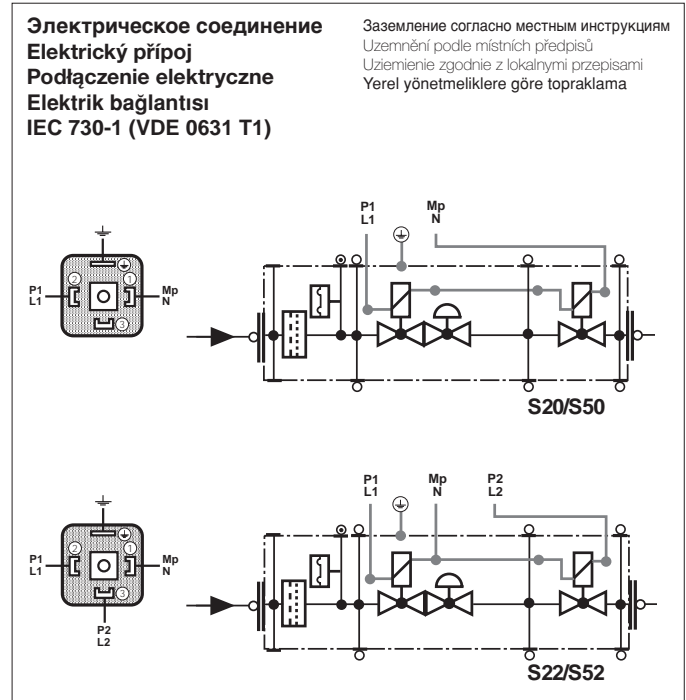 Электрическое соединение
Elektrický přípoj
Podłączenie elektryczne
Elektrik bağlantısı
IEC 730-1 (VDE 0631 T1)
Заземление согласно местным инструкциям
Uzemnění podle místních předpisů
Uziemienie zgodnie z lokalnymi przepisami
Yerel yönetmeliklere göre topraklama
P1
L1
Mp
N
2
1
P1
L1
Mp
N
3
S20/S50
P1
L1
Mp
N
P2
L2
2
1
P1
L1
Mp
N
3
P2
L2
S22/S52